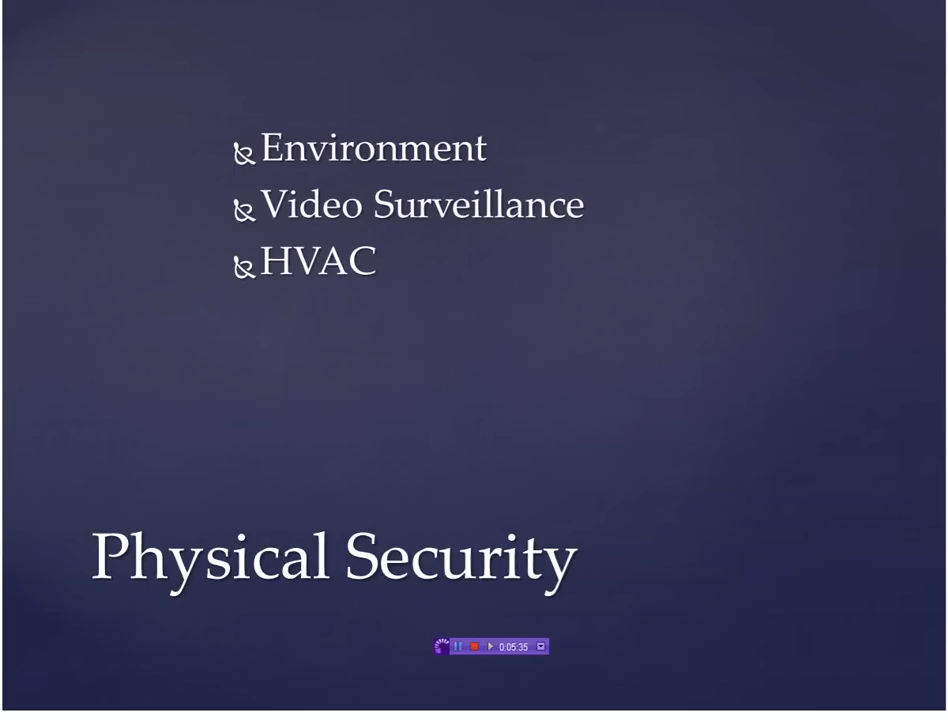 Environment
Video Surveillance
HVAC
Physical Security
0:05:35